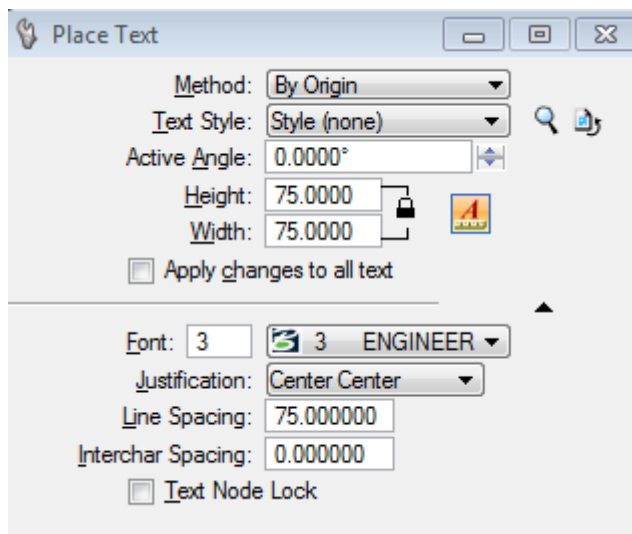 Place Text
Method: By Origin
Text Style: Style (none)
Active Angle: 0.0000°
Height: 75.0000
Width: 75.0000
Apply changes to all text
Font: 3 3 ENGINEER
Justification: Center Center
Line Spacing: 75.000000
Interchar Spacing: 0.000000
Text Node Lock